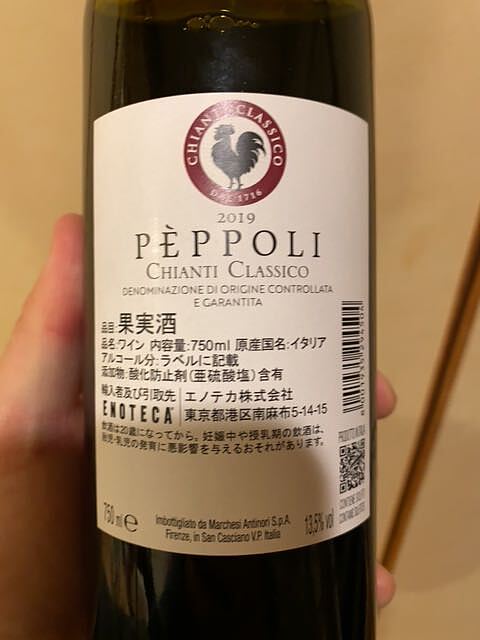 CHIANTI CLASSICO
DAL 1716
2019
PÈPPOLI
CHIANTI CLASSICO
DENOMINAZIONE DI ORIGINE CONTROLLATA
E GARANTITA
品目:果実酒
品名:ワイン 内容量:750ml 原産国名:イタリア
アルコール分:ラベルに記載
添加物:酸化防止剤(亜硫酸塩)含有
輸入者及び引取先 エノテカ株式会社
ENOTECA 東京都港区南麻布5-14-15
飲酒は20歳になってから。妊娠中や授乳期の飲酒は、
胎児・乳児の発育に悪影響を与えるおそれがあります。
PRODOTTO IN ITALIA
750 ml e
Imbottigliato da Marchesi Antinori S.p.A.
Firenze, in San Casciano V.P. Italia
13,5% vol